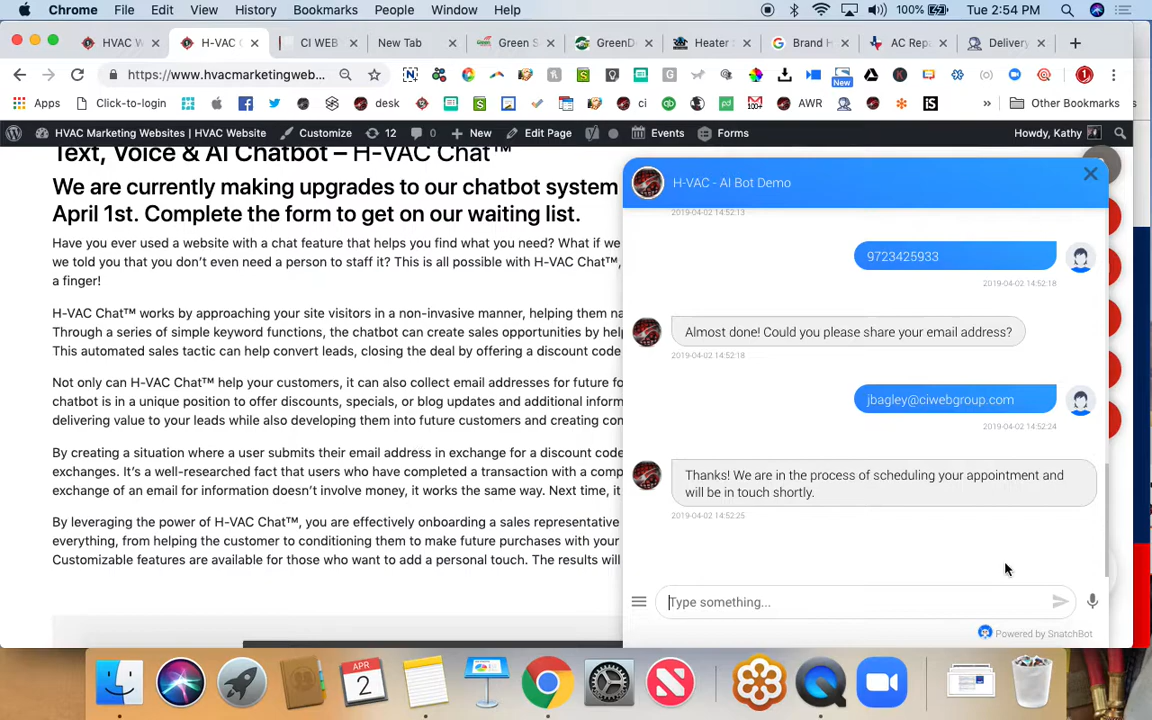 Chrome File Edit View History Bookmarks People Window Help 100% Tue 2:54 PM
HVAC W H-VAC C CI WEB New Tab Green S GreenD Heater Brand H AC Rep Delivery
https://www.hvacmarketingweb... New
Apps Click-to-login desk ci AWR » Other Bookmarks
HVAC Marketing Websites | HVAC Website Customize 12 0 New Edit Page Events Forms Howdy, Kathy
Text, Voice & AI Chatbot – H-VAC Chat™
We are currently making upgrades to our chatbot system
April 1st. Complete the form to get on our waiting list.
Have you ever used a website with a chat feature that helps you find what you need? What if we
we told you that you don't even need a person to staff it? This is all possible with H-VAC Chat™,
a finger!
H-VAC Chat™ works by approaching your site visitors in a non-invasive manner, helping them na
Through a series of simple keyword functions, the chatbot can create sales opportunities by hel
This automated sales tactic can help convert leads, closing the deal by offering a discount code
Not only can H-VAC Chat™ help your customers, it can also collect email addresses for future fo
chatbot is in a unique position to offer discounts, specials, or blog updates and additional inform
delivering value to your leads while also developing them into future customers and creating con
By creating a situation where a user submits their email address in exchange for a discount code
exchanges. It's a well-researched fact that users who have completed a transaction with a comp
exchange of an email for information doesn't involve money, it works the same way. Next time, it
By leveraging the power of H-VAC Chat™, you are effectively onboarding a sales representative
everything, from helping the customer to conditioning them to make future purchases with your
Customizable features are available for those who want to add a personal touch. The results will
H-VAC - AI Bot Demo
2019-04-02 14:52:13
9723425933
2019-04-02 14:52:18
Almost done! Could you please share your email address?
2019-04-02 14:52:18
jbagley@ciwebgroup.com
2019-04-02 14:52:24
Thanks! We are in the process of scheduling your appointment and
will be in touch shortly.
2019-04-02 14:52:25
Type something...
Powered by SnatchBot
APR
2